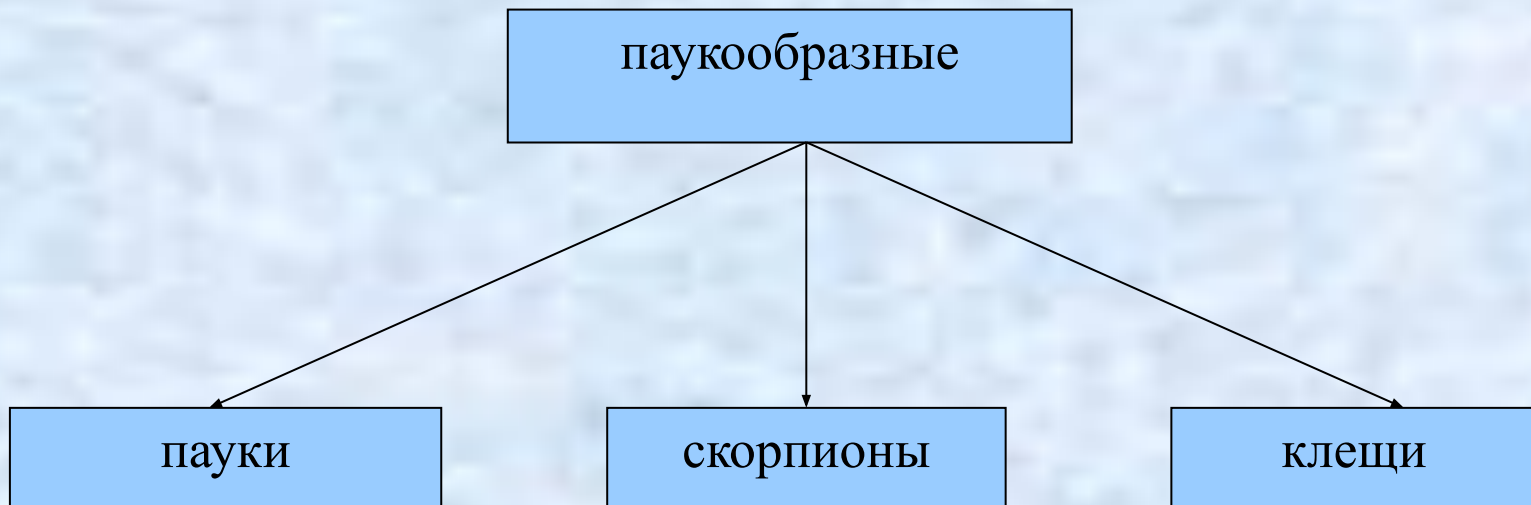 паукообразные
пауки
скорпионы
клещи